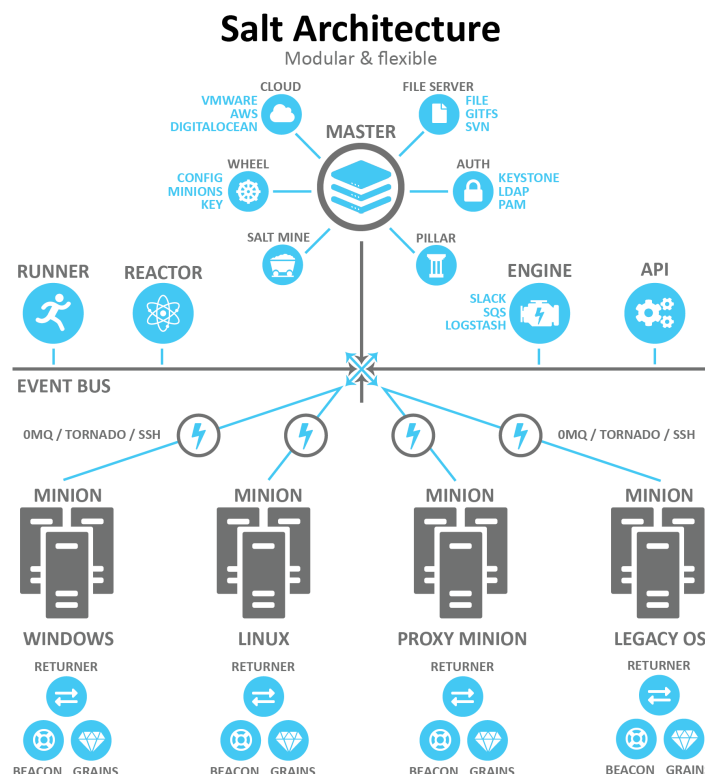 Salt Architecture
Modular & flexible
CLOUD
VMWARE
AWS
DIGITALOCEAN
FILE SERVER
FILE
GITFS
SVN
MASTER
WHEEL
CONFIG
MINIONS
KEY
AUTH
KEYSTONE
LDAP
PAM
SALT MINE
PILLAR
RUNNER
REACTOR
ENGINE
SLACK
SQS
LOGSTASH
API
EVENT BUS
0MQ / TORNADO / SSH
0MQ / TORNADO / SSH
MINION
MINION
MINION
MINION
WINDOWS
LINUX
PROXY MINION
LEGACY OS
RETURNER
RETURNER
RETURNER
RETURNER
BEACON GRAINS
BEACON GRAINS
BEACON GRAINS
BEACON GRAIN